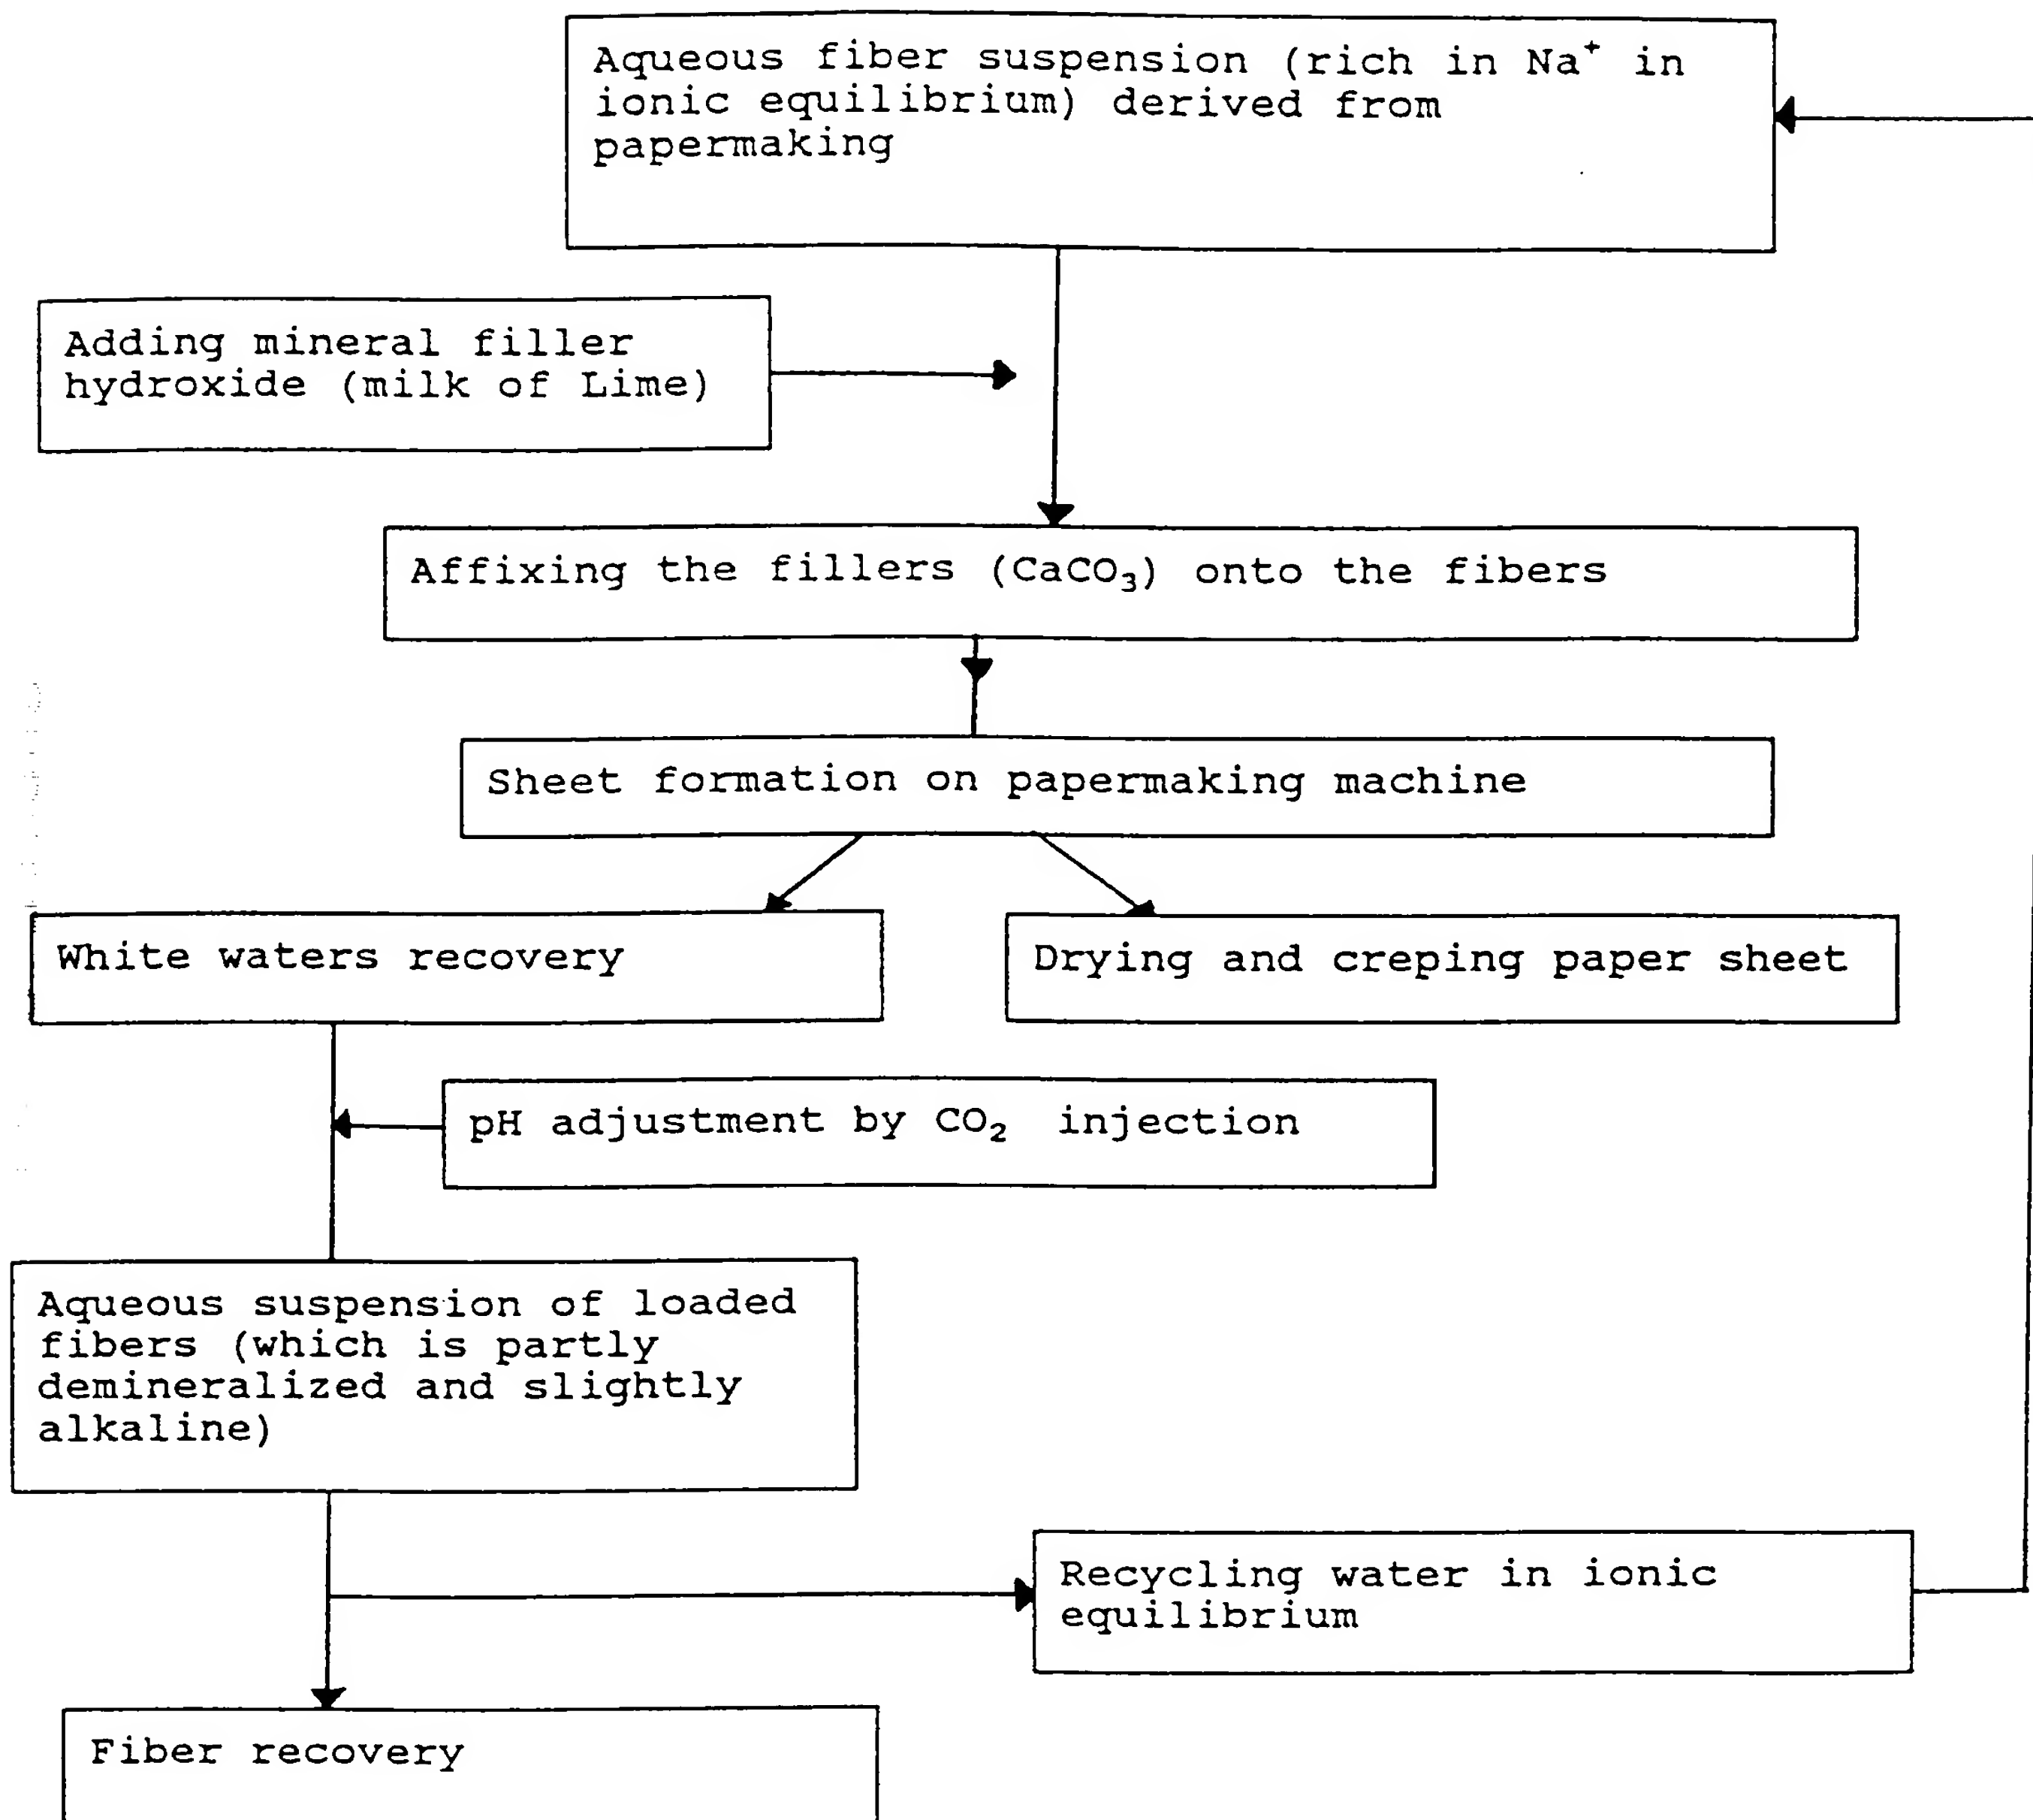 Aqueous fiber suspension (rich in Na⁺ in
ionic equilibrium) derived from
papermaking
Adding mineral filler
hydroxide (milk of Lime)
Affixing the fillers (CaCO₃) onto the fibers
Sheet formation on papermaking machine
White waters recovery
Drying and creping paper sheet
pH adjustment by CO₂ injection
Aqueous suspension of loaded
fibers (which is partly
demineralized and slightly
alkaline)
Recycling water in ionic
equilibrium
Fiber recovery